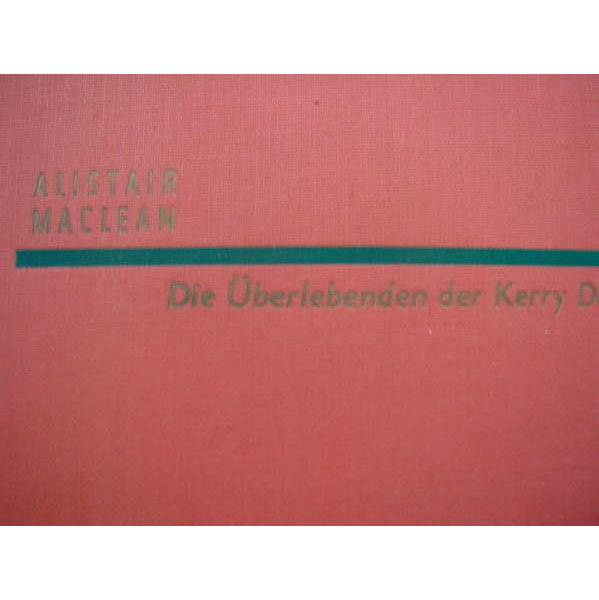 ALISTAIR
MACLEAN
Die Überlebenden der Kerry D